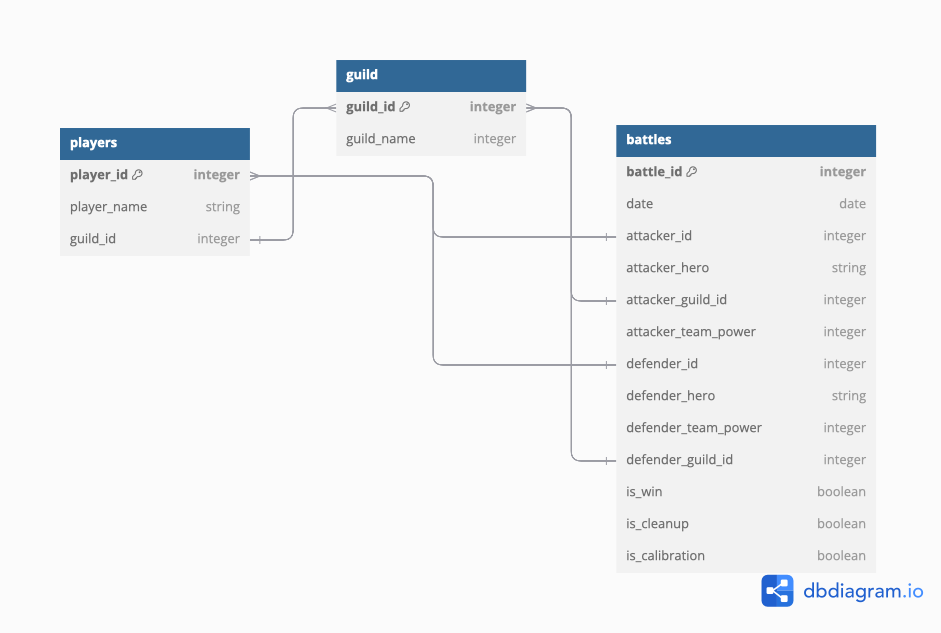 guild
guild_id integer
guild_name integer
players
player_id integer
player_name string
guild_id integer
battles
battle_id integer
date date
attacker_id integer
attacker_hero string
attacker_guild_id integer
attacker_team_power integer
defender_id integer
defender_hero string
defender_team_power integer
defender_guild_id integer
is_win boolean
is_cleanup boolean
is_calibration boolean
dbdiagram.io